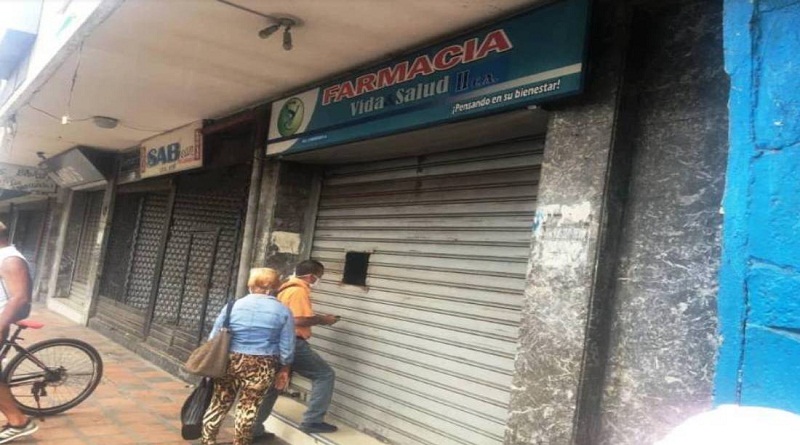 FARMACIA
Vida & Salud II C.A.
¡Pensando en su bienestar!
SAB